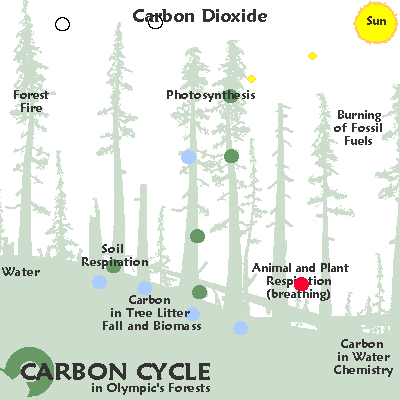 Carbon Dioxide
Sun
Forest
Fire
Photosynthesis
Burning
of Fossil
Fuels
Soil
Respiration
Water
Animal and Plant
Respiration
(breathing)
Carbon
in Tree Litter
Fall and Biomass
Carbon
in Water
Chemistry
CARBON CYCLE
in Olympic's Forests